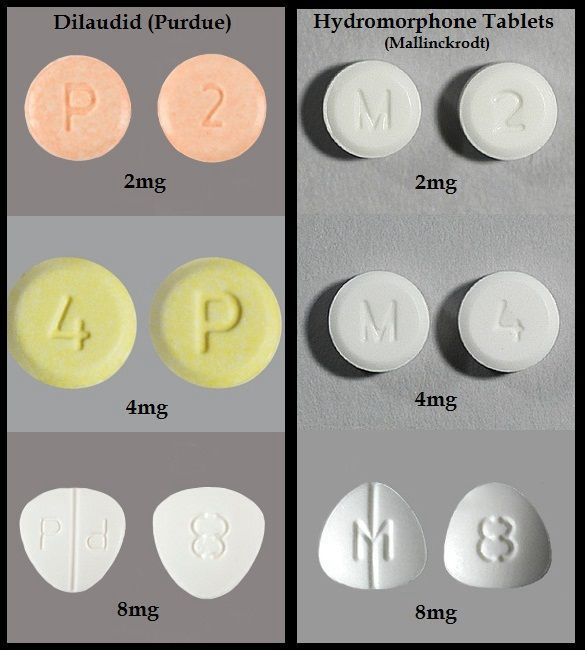 Dilaudid (Purdue)
P 2
2mg
4 P
4mg
P d 8
8mg
Hydromorphone Tablets
(Mallinckrodt)
M 2
2mg
M 4
4mg
M 8
8mg